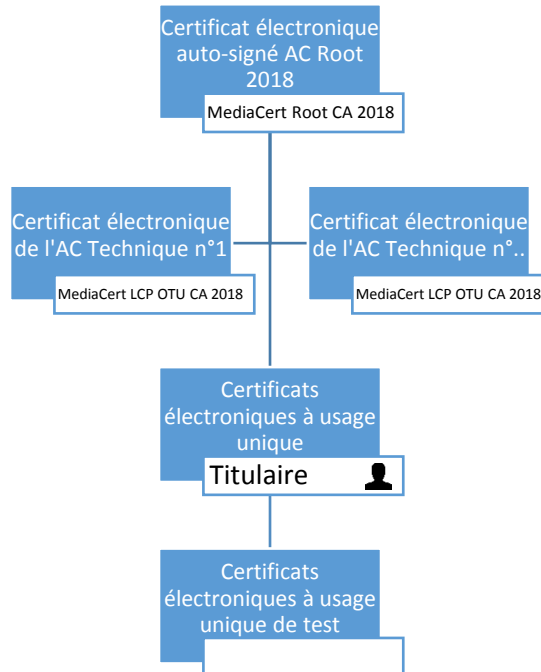 Certificat électronique
auto-signé AC Root
2018
MediaCert Root CA 2018
Certificat électronique
de l'AC Technique n°1
MediaCert LCP OTU CA 2018
Certificat électronique
de l'AC Technique n°..
MediaCert LCP OTU CA 2018
Certificats
électroniques à usage
unique
Titulaire
Certificats
électroniques à usage
unique de test